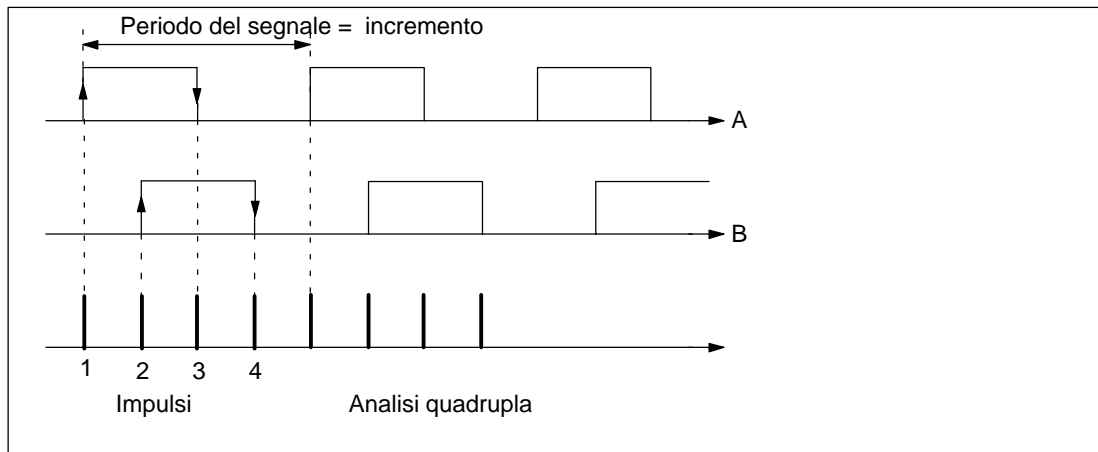 Periodo del segnale = incremento
A
B
1 2 3 4
Impulsi Analisi quadrupla